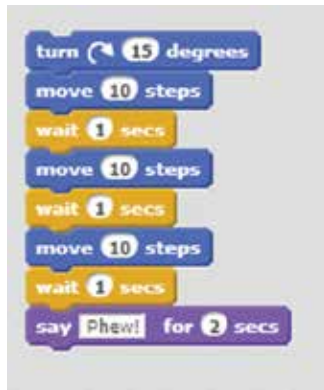 turn 15 degrees
move 10 steps
wait 1 secs
move 10 steps
wait 1 secs
move 10 steps
wait 1 secs
say Phew! for 2 secs